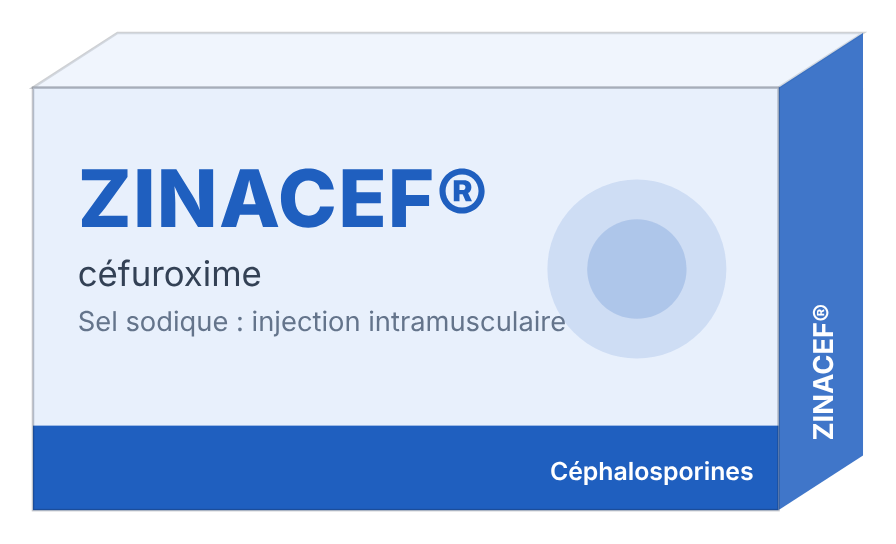 ZINACEF®
céfuroxime
Sel sodique : injection intramusculaire
Céphalosporines
ZINACEF®